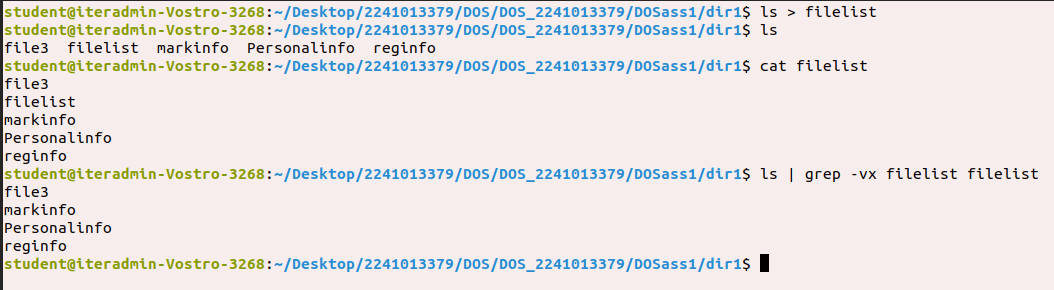 student@iteradmin-Vostro-3268:~/Desktop/2241013379/DOS/DOS_2241013379/DOSass1/dir1$ ls > filelist
student@iteradmin-Vostro-3268:~/Desktop/2241013379/DOS/DOS_2241013379/DOSass1/dir1$ ls
file3  filelist  markinfo  Personalinfo  reginfo
student@iteradmin-Vostro-3268:~/Desktop/2241013379/DOS/DOS_2241013379/DOSass1/dir1$ cat filelist
file3
filelist
markinfo
Personalinfo
reginfo
student@iteradmin-Vostro-3268:~/Desktop/2241013379/DOS/DOS_2241013379/DOSass1/dir1$ ls | grep -vx filelist filelist
file3
markinfo
Personalinfo
reginfo
student@iteradmin-Vostro-3268:~/Desktop/2241013379/DOS/DOS_2241013379/DOSass1/dir1$